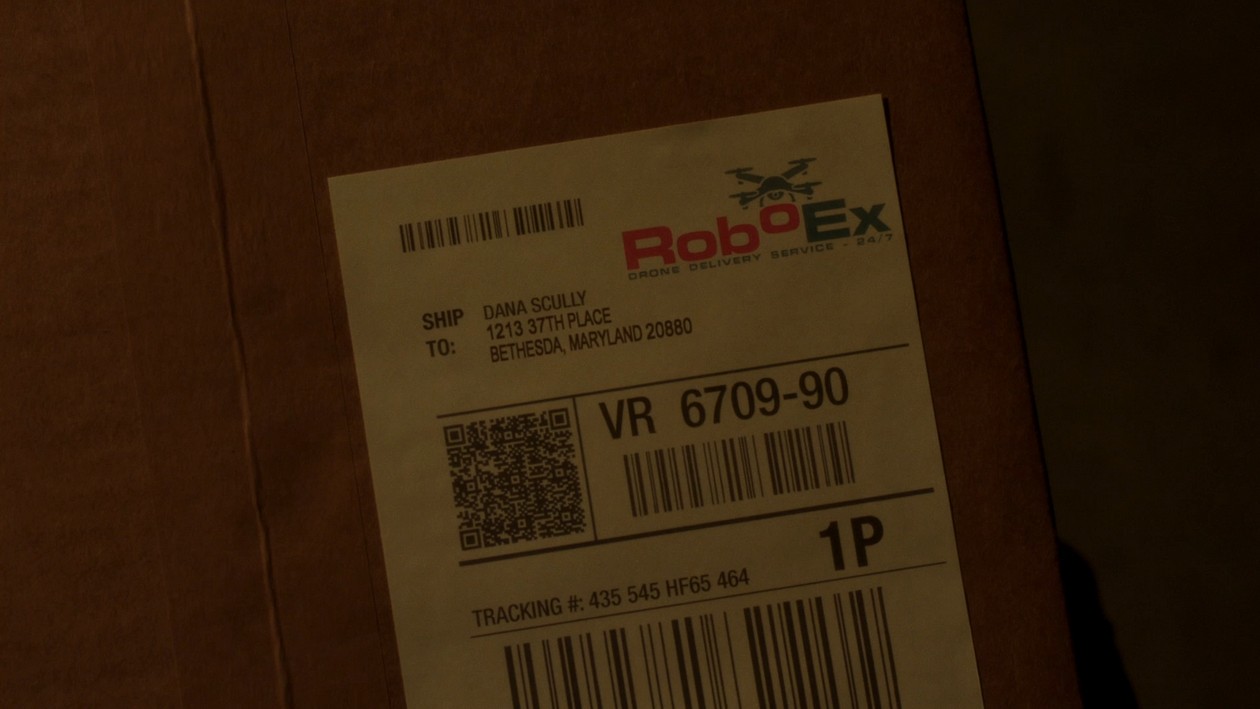 RoboEx
DRONE DELIVERY SERVICE - 24/7
SHIP TO:
DANA SCULLY
1213 37TH PLACE
BETHESDA, MARYLAND 20880
VR 6709-90
1P
TRACKING #: 435 545 HF65 464